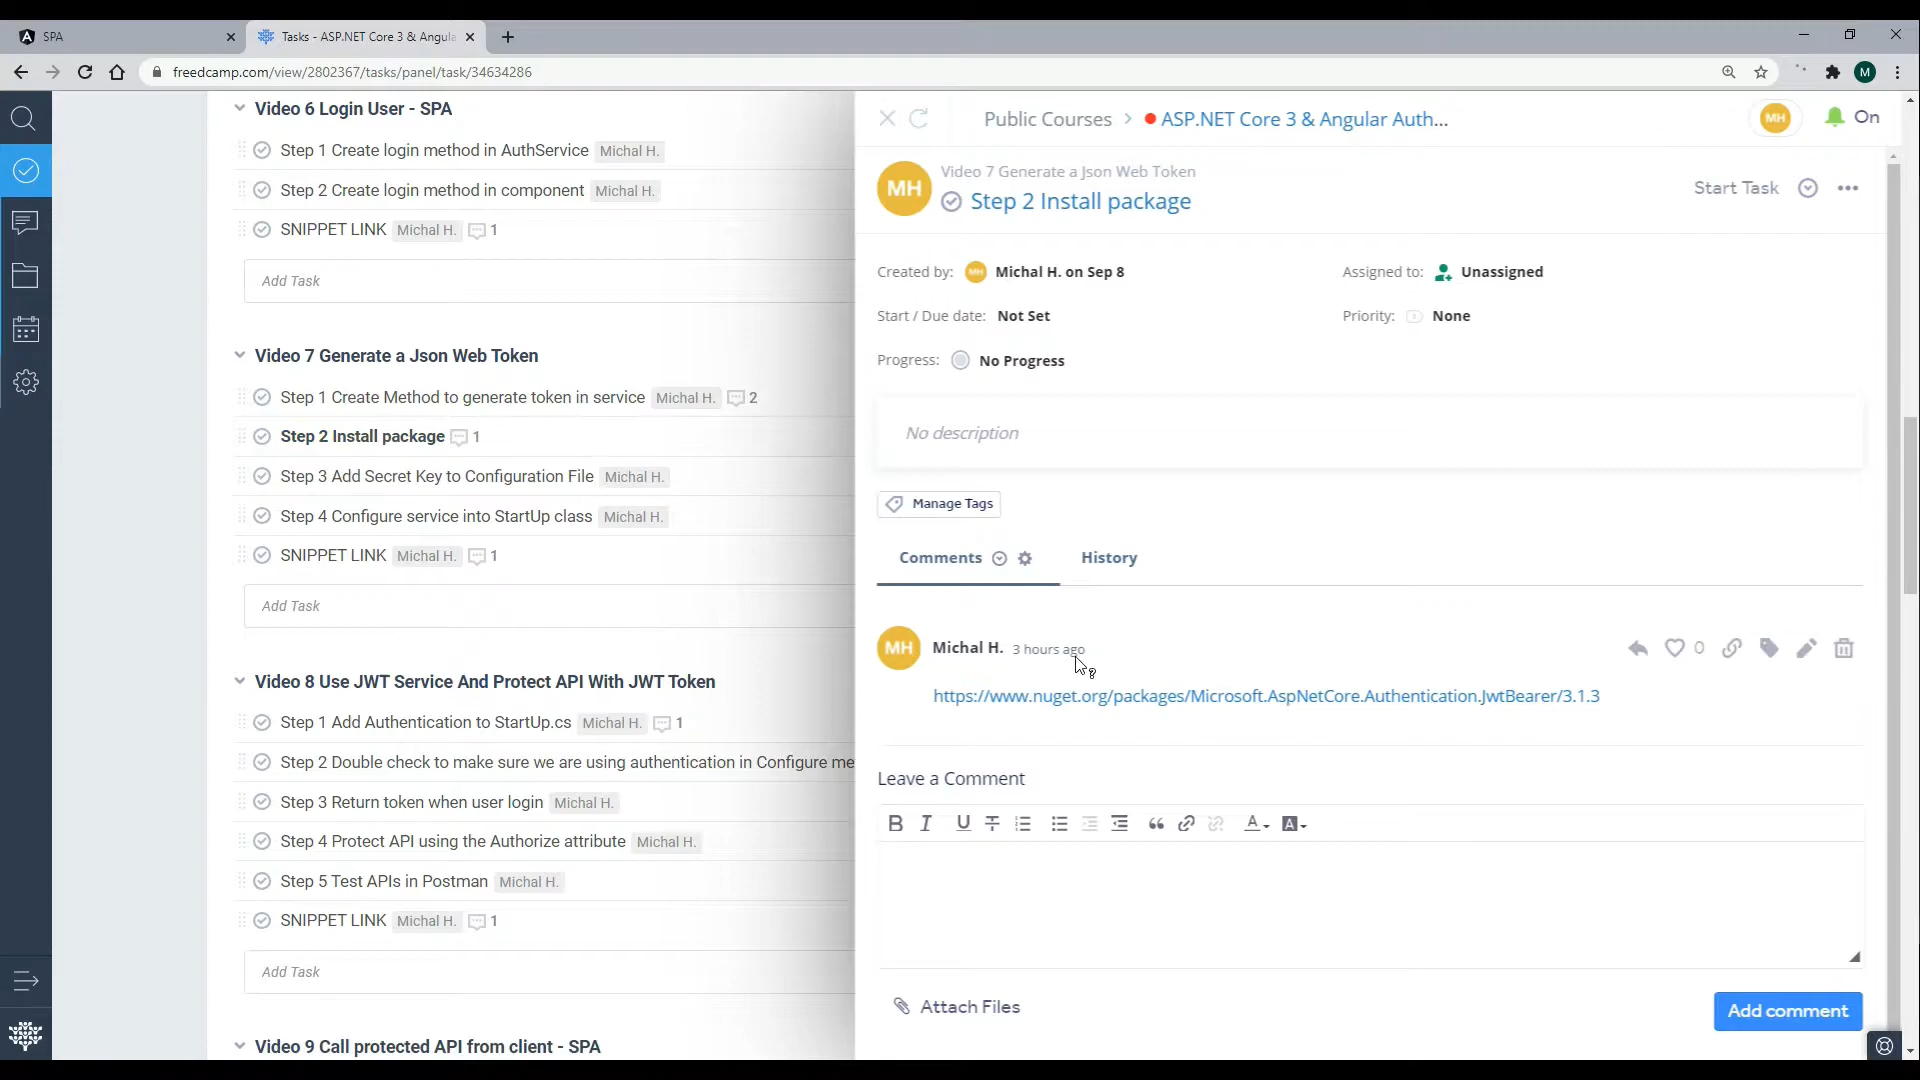 SPA
Tasks - ASP.NET Core 3 & Angula
freedcamp.com/view/2802367/tasks/panel/task/34634286
M
Video 6 Login User - SPA
Step 1 Create login method in AuthService Michal H.
Step 2 Create login method in component Michal H.
SNIPPET LINK Michal H. 1
Add Task
Video 7 Generate a Json Web Token
Step 1 Create Method to generate token in service Michal H. 2
Step 2 Install package 1
Step 3 Add Secret Key to Configuration File Michal H.
Step 4 Configure service into StartUp class Michal H.
SNIPPET LINK Michal H. 1
Add Task
Video 8 Use JWT Service And Protect API With JWT Token
Step 1 Add Authentication to StartUp.cs Michal H. 1
Step 2 Double check to make sure we are using authentication in Configure me
Step 3 Return token when user login Michal H.
Step 4 Protect API using the Authorize attribute Michal H.
Step 5 Test APIs in Postman Michal H.
SNIPPET LINK Michal H. 1
Add Task
Video 9 Call protected API from client - SPA
Public Courses > ASP.NET Core 3 & Angular Auth... MH On
MH Video 7 Generate a Json Web Token
Step 2 Install package Start Task
Created by: MH Michal H. on Sep 8 Assigned to: Unassigned
Start / Due date: Not Set Priority: None
Progress: No Progress
No description
Manage Tags
Comments History
MH Michal H. 3 hours ago 0
https://www.nuget.org/packages/Microsoft.AspNetCore.Authentication.JwtBearer/3.1.3
Leave a Comment
B I U T A A
Attach Files Add comment